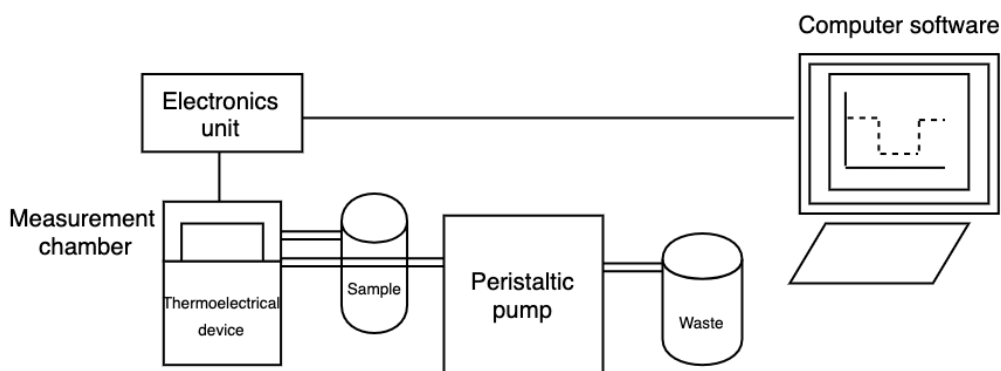 Computer software
Electronics
unit
Measurement
chamber
Thermoelectrical
device
Sample
Peristaltic
pump
Waste